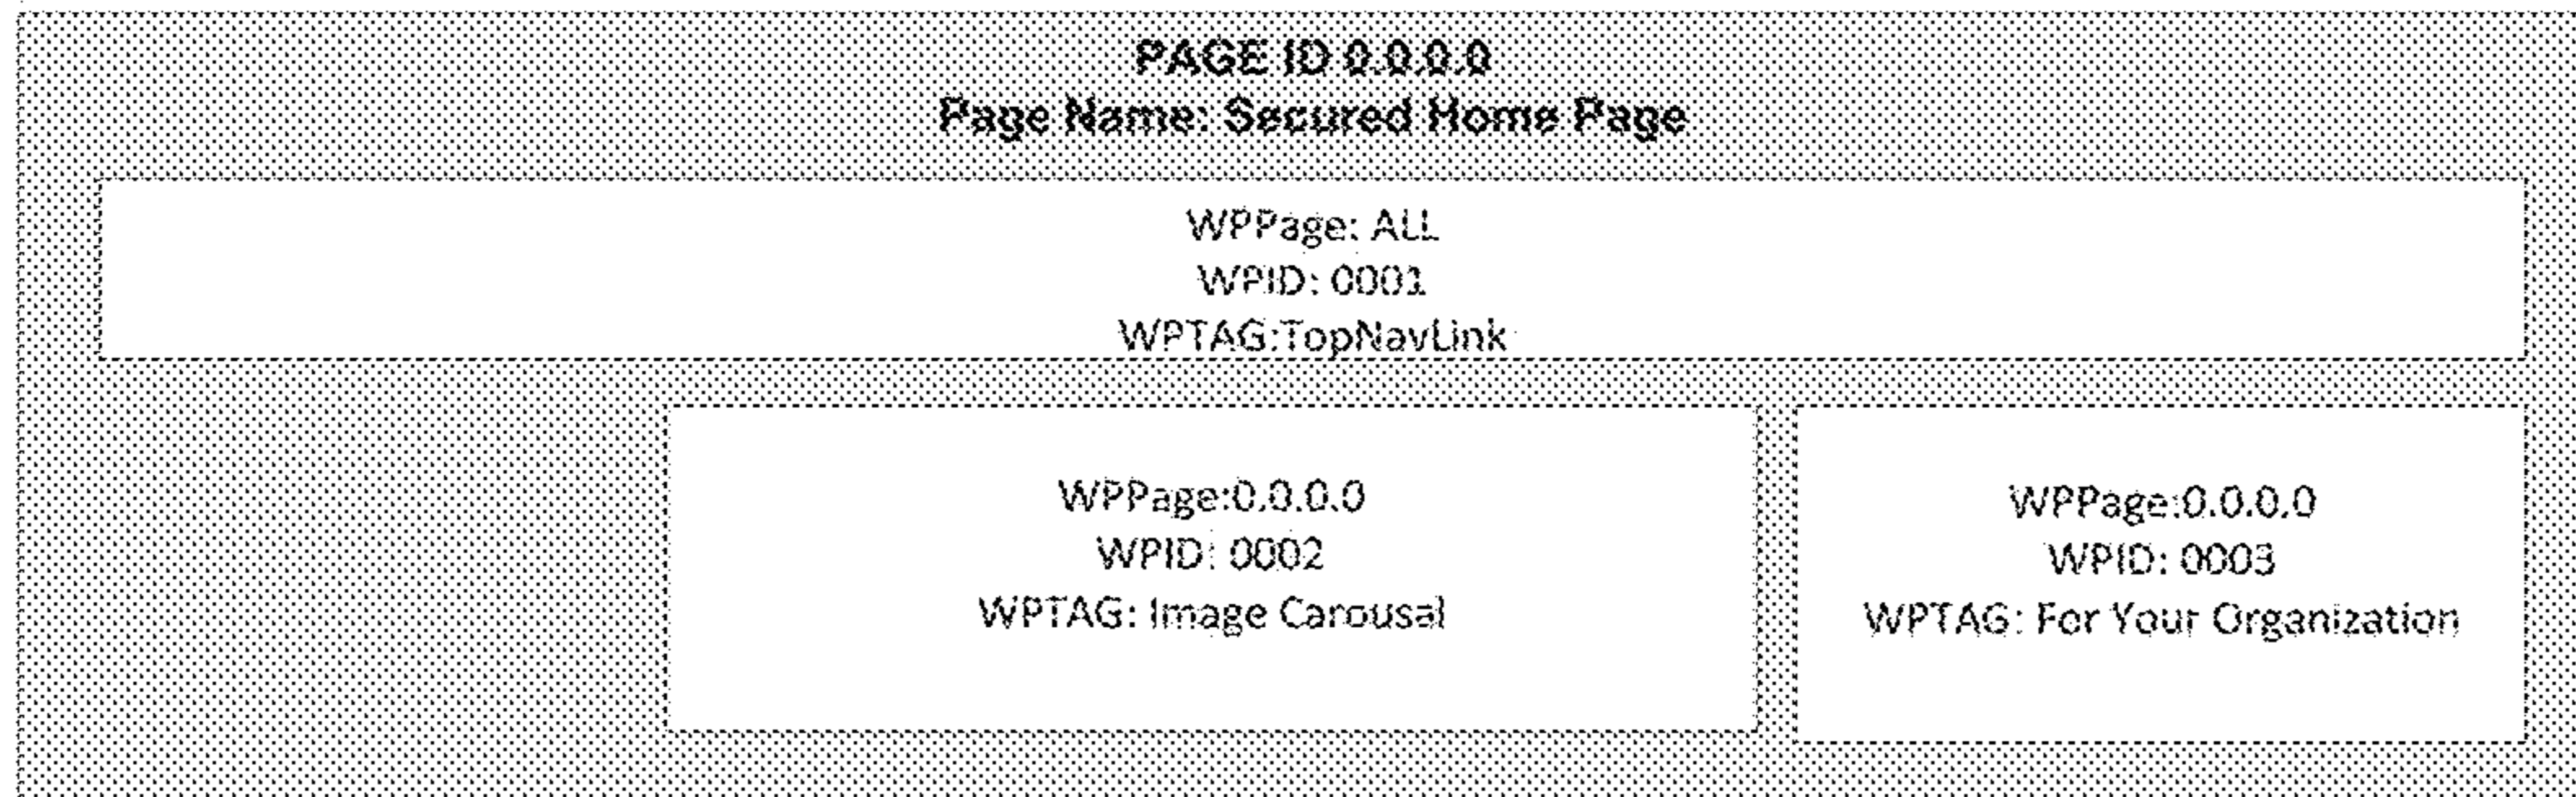 PAGE ID 0.0.0.0
Page Name: Secured Home Page
WPPage: ALL
WPID: 0001
WPTAG:TopNavLink
WPPage:0.0.0.0
WPID: 0002
WPTAG: Image Carousal
WPPage:0.0.0.0
WPID: 0003
WPTAG: For Your Organization